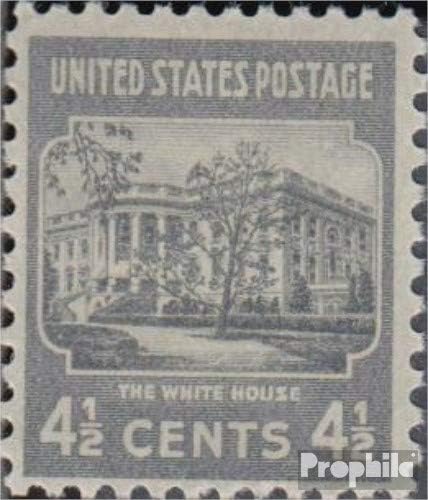 UNITED STATES POSTAGE
THE WHITE HOUSE
4½ CENTS 4½
Prophila